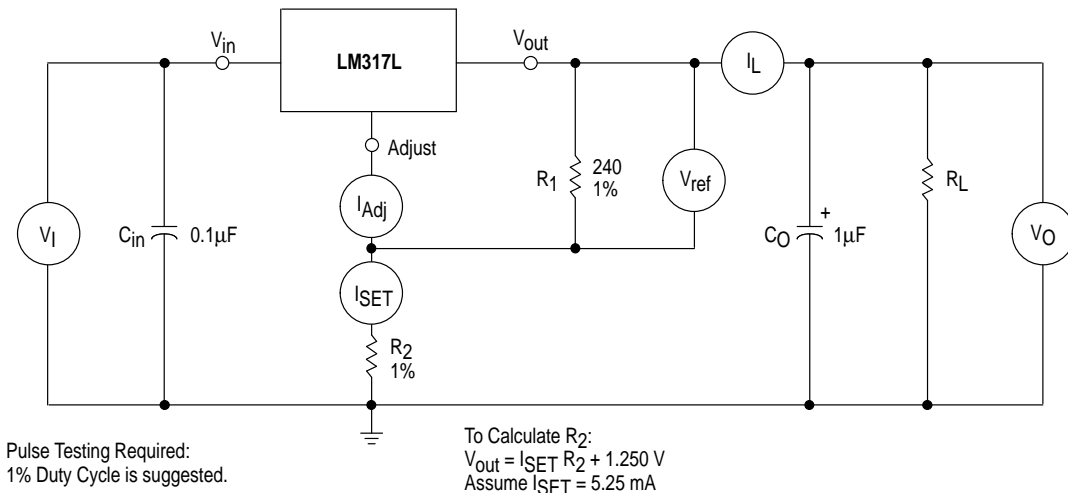 Vin
LM317L
Vout
IL
Adjust
R1
240
1%
Vref
RL
IAdj
VI
Cin
0.1µF
CO
+
1µF
VO
ISET
R2
1%
Pulse Testing Required:
1% Duty Cycle is suggested.
To Calculate R2:
Vout = ISET R2 + 1.250 V
Assume ISET = 5.25 mA